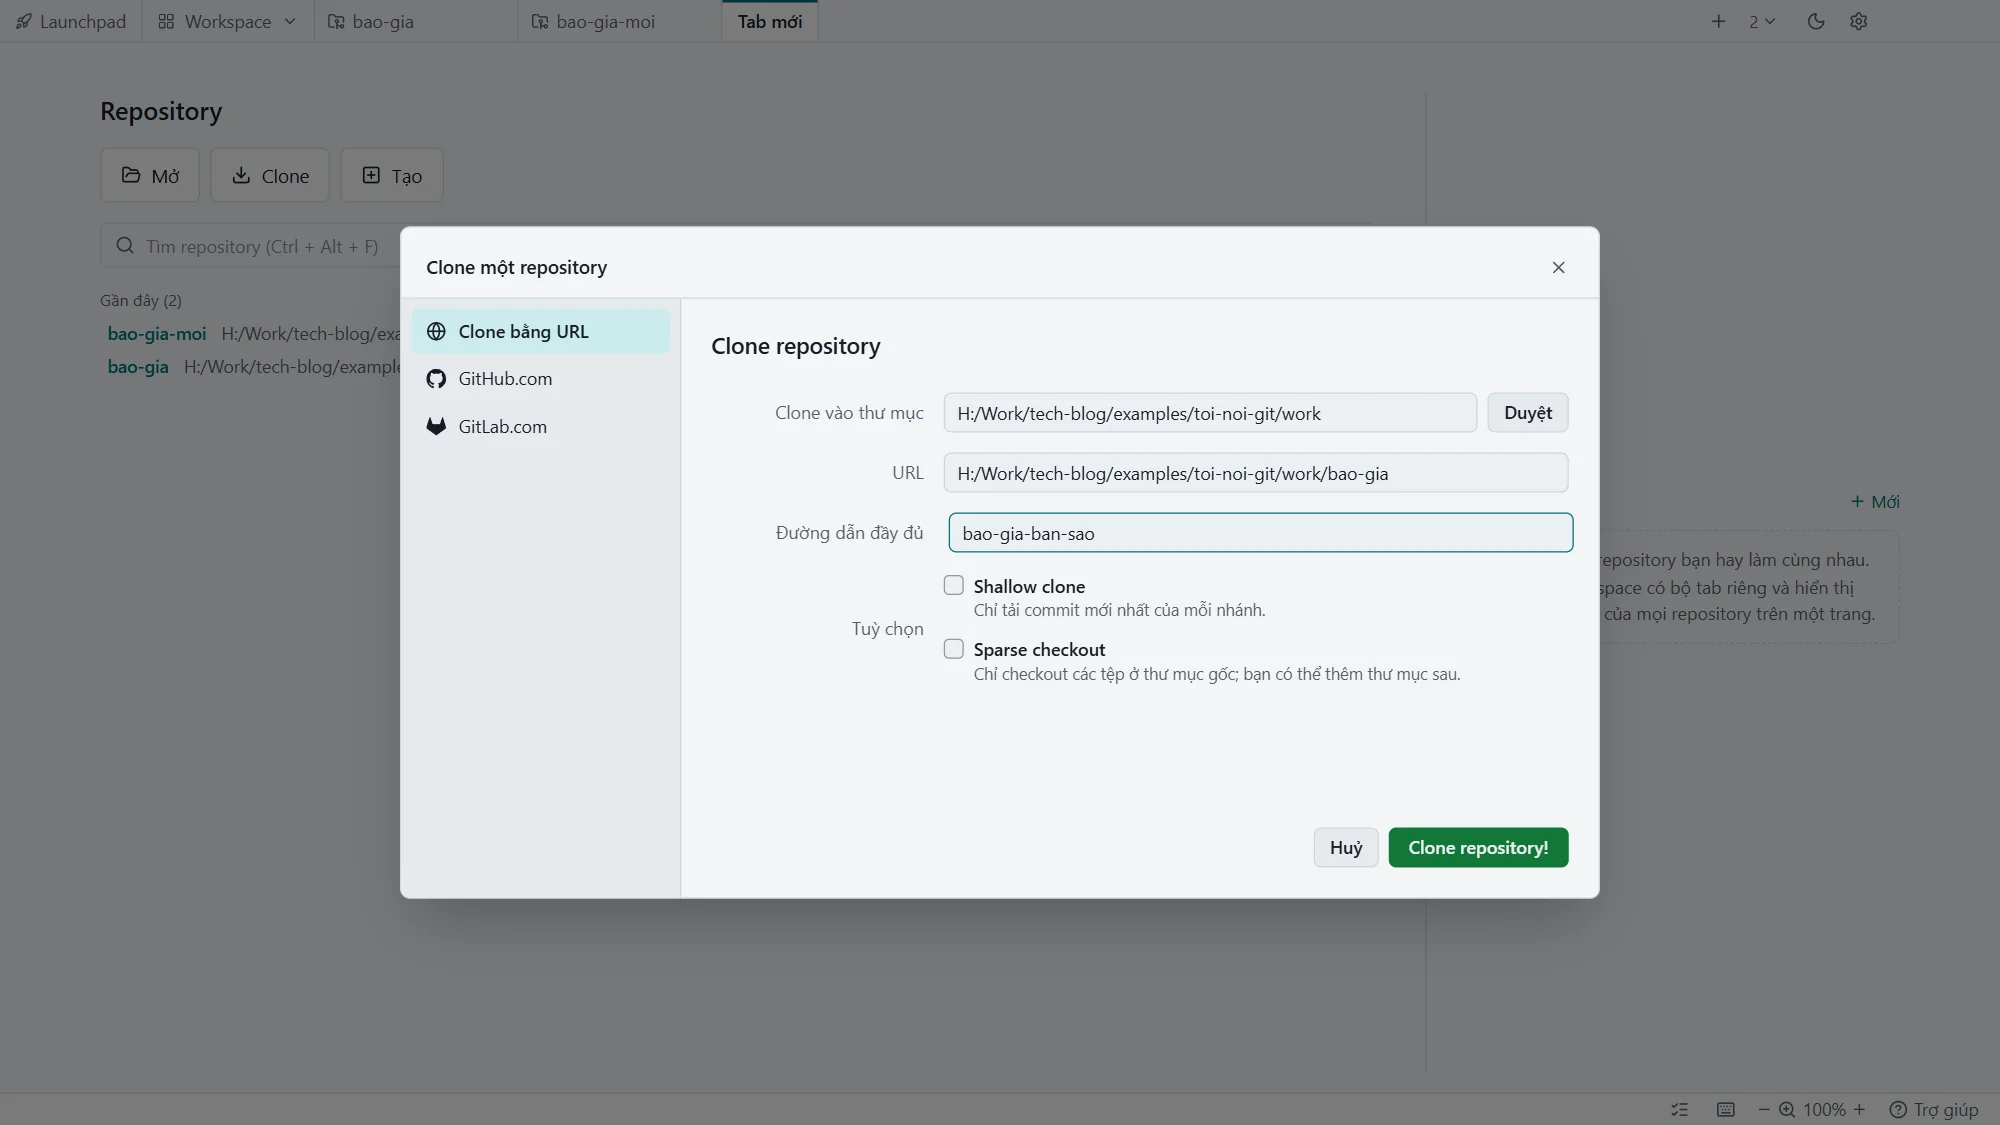 Launchpad
Workspace
bao-gia
bao-gia-moi
Tab mới
2
Repository
Mở
Clone
Tạo
Tìm repository (Ctrl + Alt + F)
Gần đây (2)
bao-gia-moi H:/Work/tech-blog/exa
bao-gia H:/Work/tech-blog/example
Clone một repository
Clone bằng URL
GitHub.com
GitLab.com
Clone repository
Clone vào thư mục
H:/Work/tech-blog/examples/toi-noi-git/work
Duyệt
URL
H:/Work/tech-blog/examples/toi-noi-git/work/bao-gia
Đường dẫn đầy đủ
bao-gia-ban-sao
Tuỳ chọn
Shallow clone
Chỉ tải commit mới nhất của mỗi nhánh.
Sparse checkout
Chỉ checkout các tệp ở thư mục gốc; bạn có thể thêm thư mục sau.
Huỷ
Clone repository!
+ Mới
repository bạn hay làm cùng nhau.
space có bộ tab riêng và hiển thị
của mọi repository trên một trang.
100%
Trợ giúp